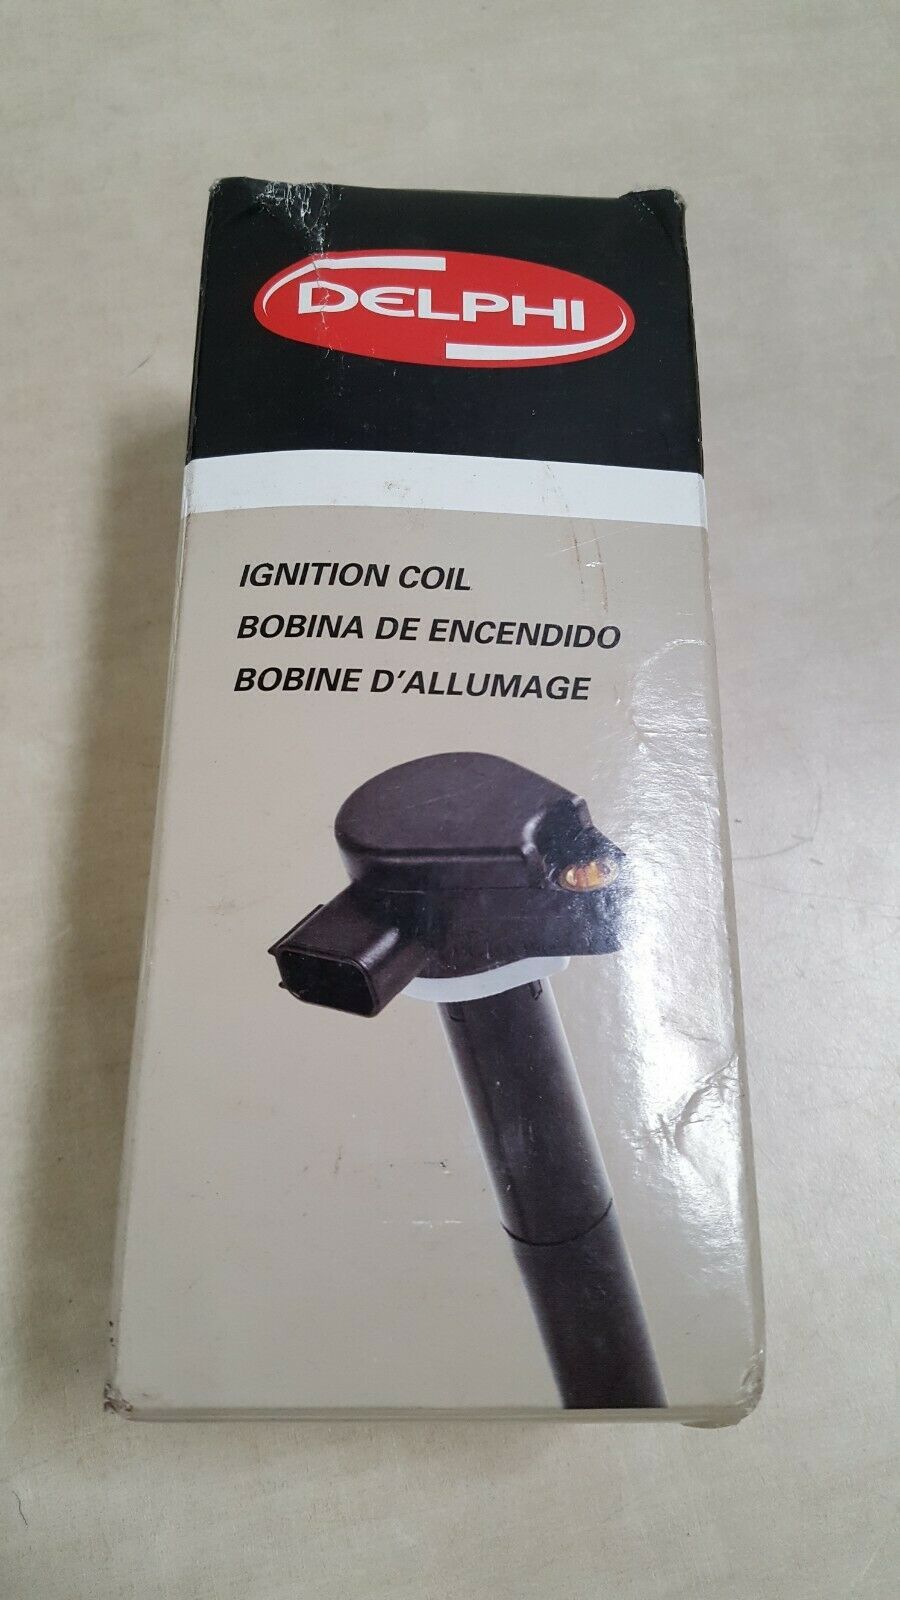 DELPHI
IGNITION COIL
BOBINA DE ENCENDIDO
BOBINE D'ALLUMAGE